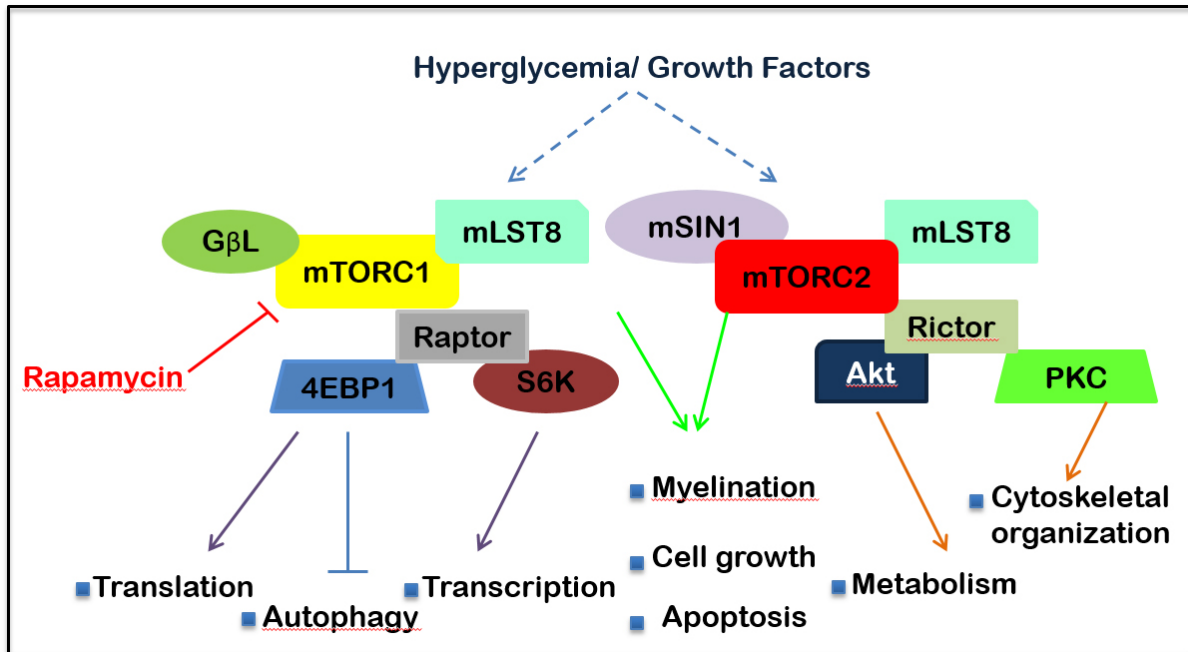 Hyperglycemia/ Growth Factors
GβL
mLST8
mSIN1
mLST8
mTORC1
mTORC2
Raptor
Rictor
Rapamycin
4EBP1
S6K
Akt
PKC
Myelination
Cytoskeletal
organization
Cell growth
Translation
Transcription
Metabolism
Autophagy
Apoptosis